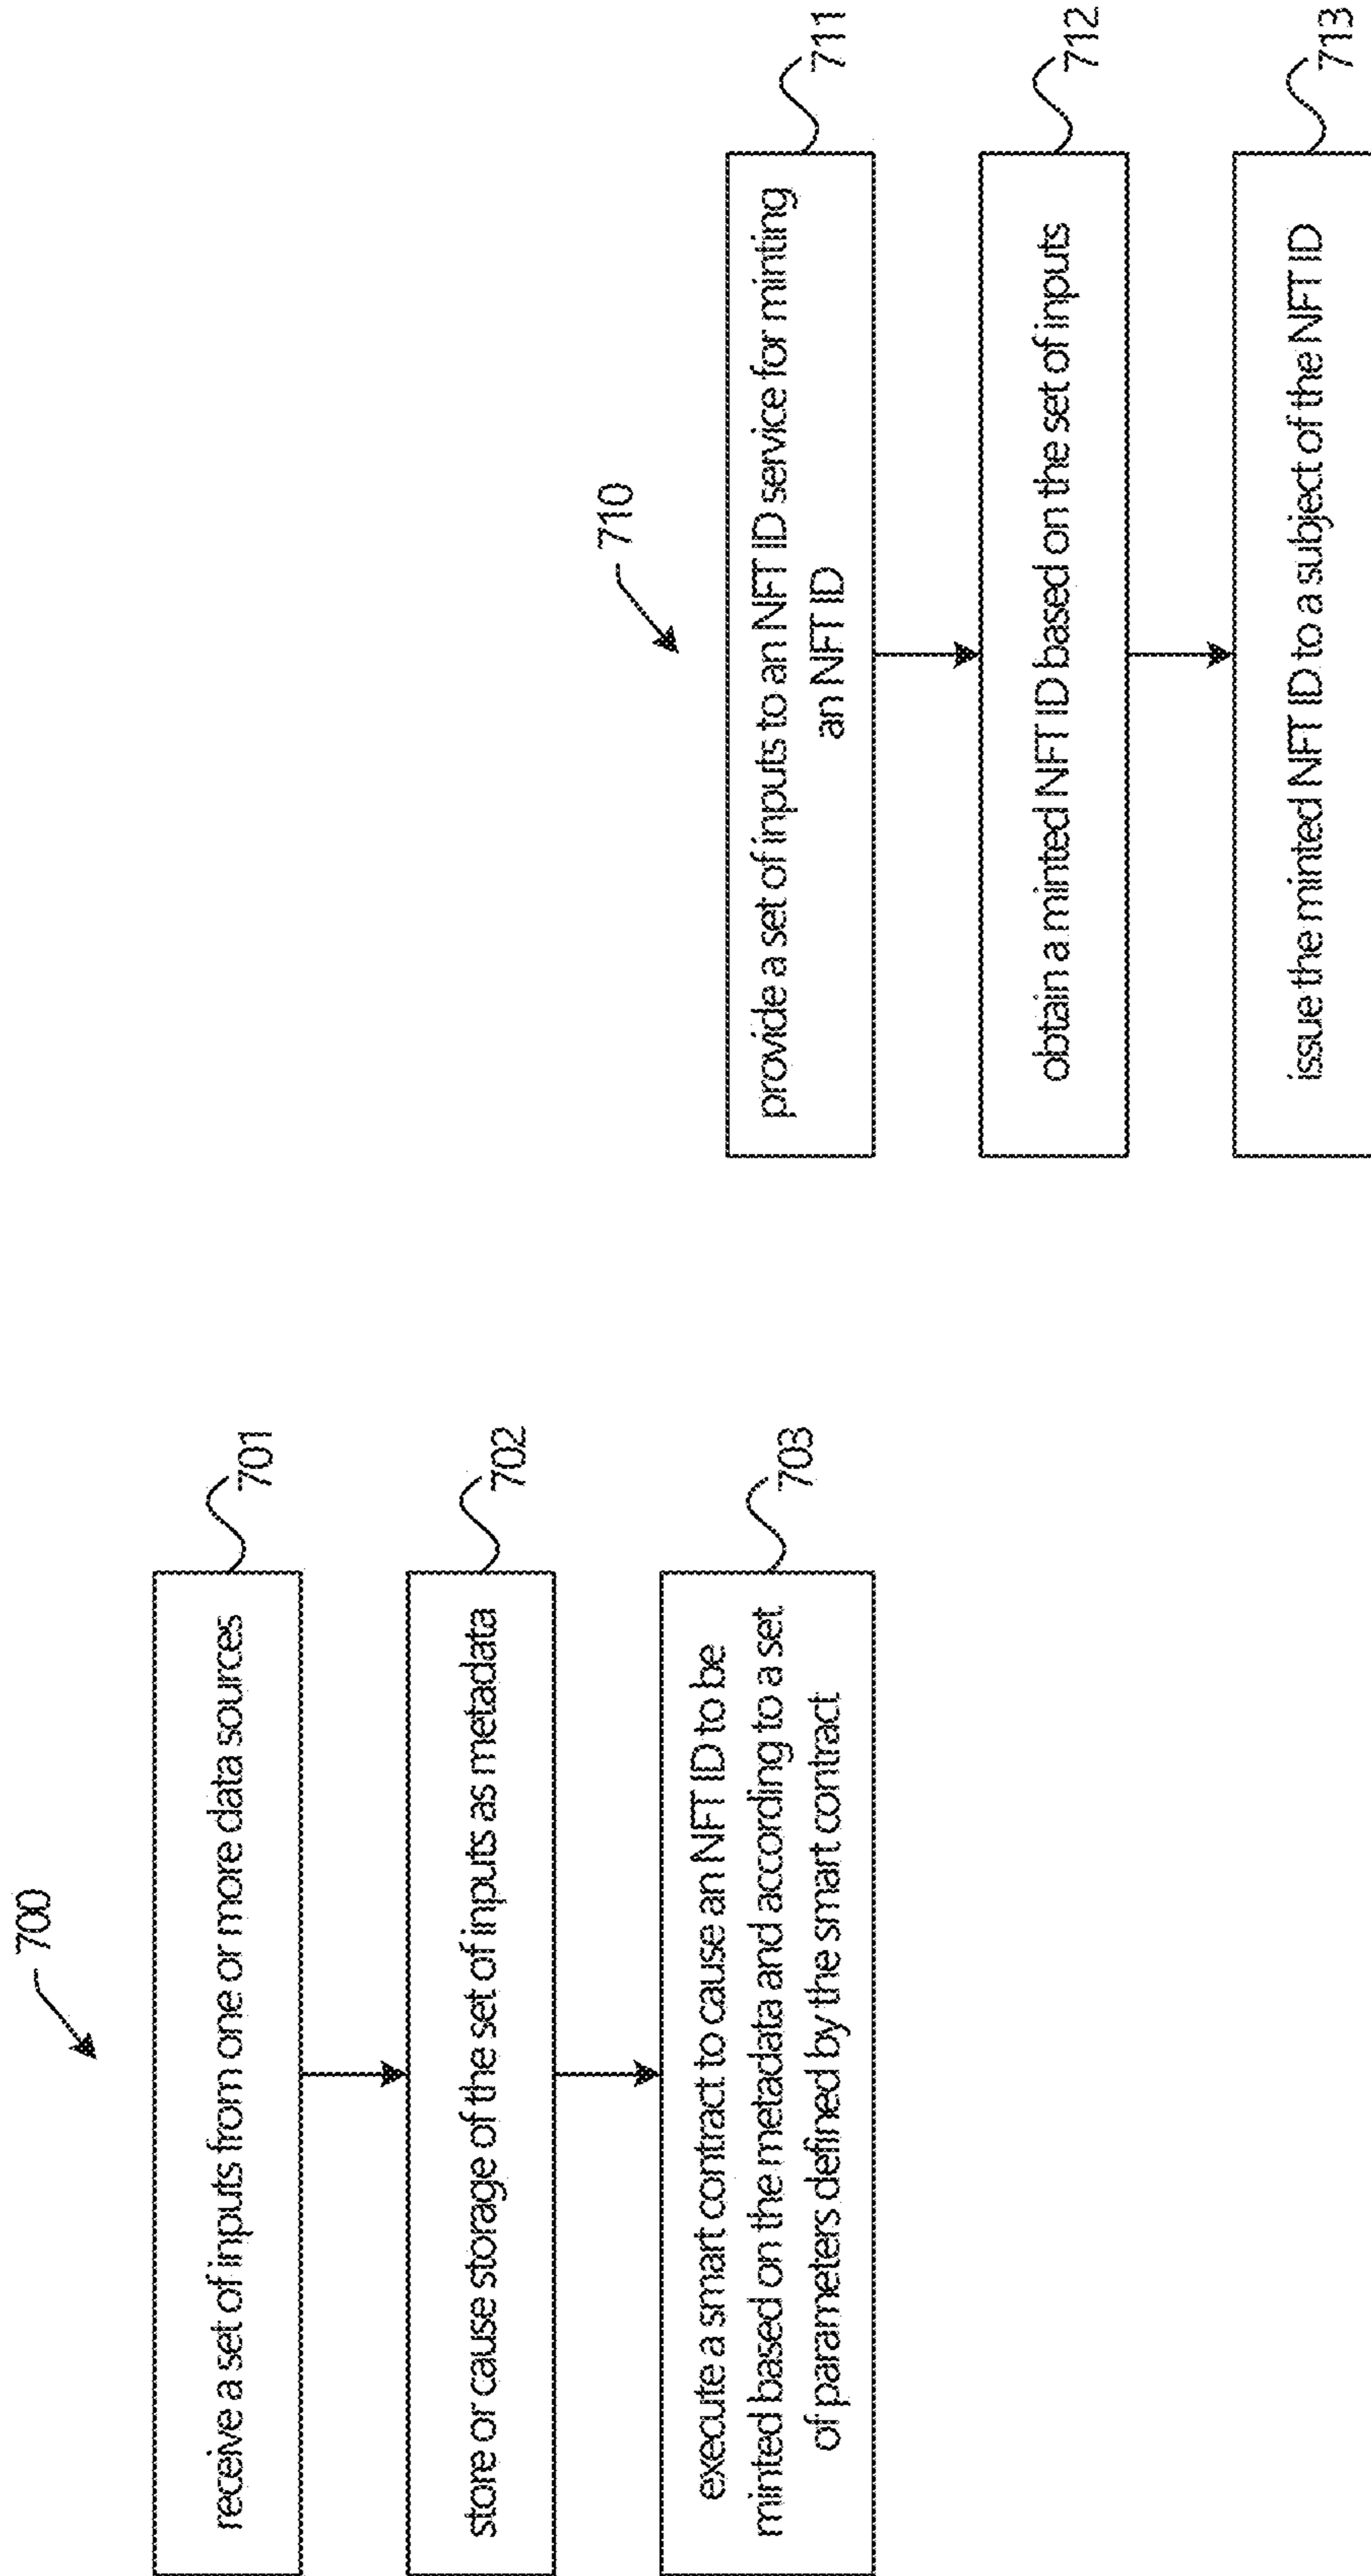 700
receive a set of inputs from one or more data sources
701
store or cause storage of the set of inputs as metadata
702
execute a smart contract to cause an NFT ID to be
minted based on the metadata and according to a set
of parameters defined by the smart contract
703
710
provide a set of inputs to an NFT ID service for minting
an NFT ID
711
obtain a minted NFT ID based on the set of inputs
712
issue the minted NFT ID to a subject of the NFT ID
713